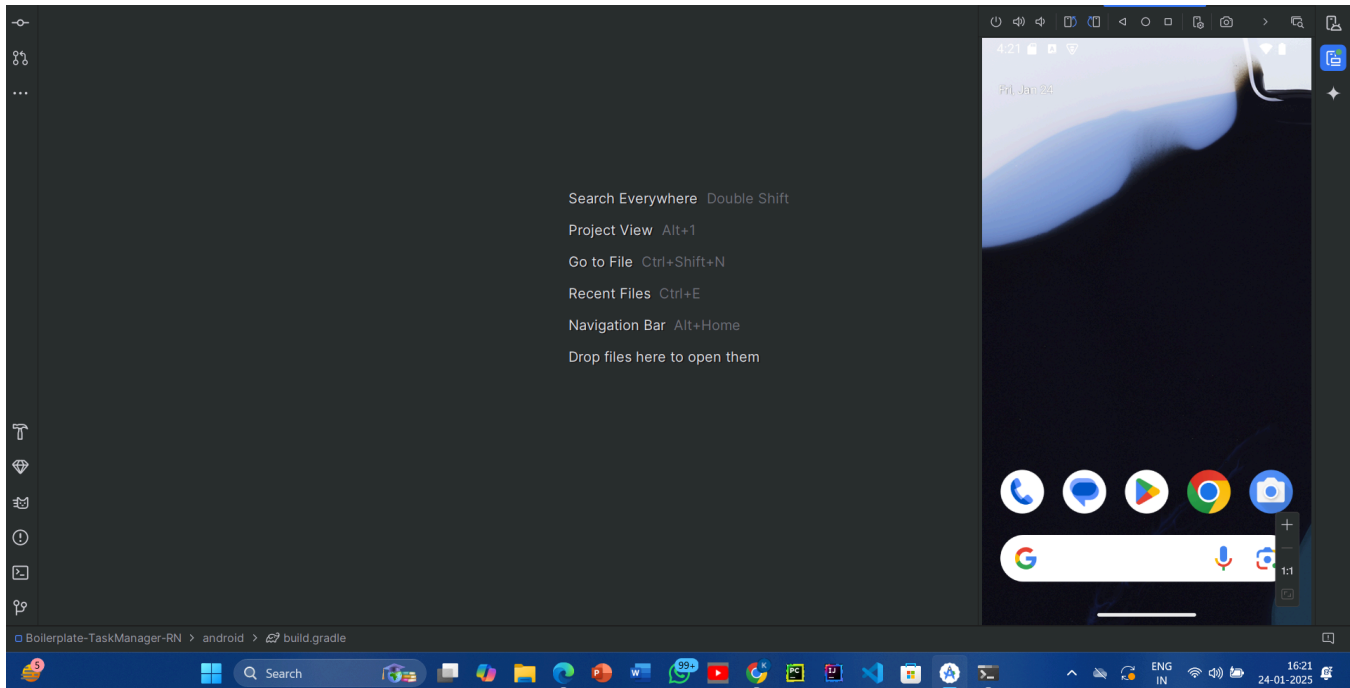 4:21
Fri, Jan 24
Search Everywhere Double Shift
Project View Alt+1
Go to File Ctrl+Shift+N
Recent Files Ctrl+E
Navigation Bar Alt+Home
Drop files here to open them
1:1
Boilerplate-TaskManager-RN > android > build.gradle
5
Search
99+
K
PC
IJ
ENG
IN
16:21
24-01-2025